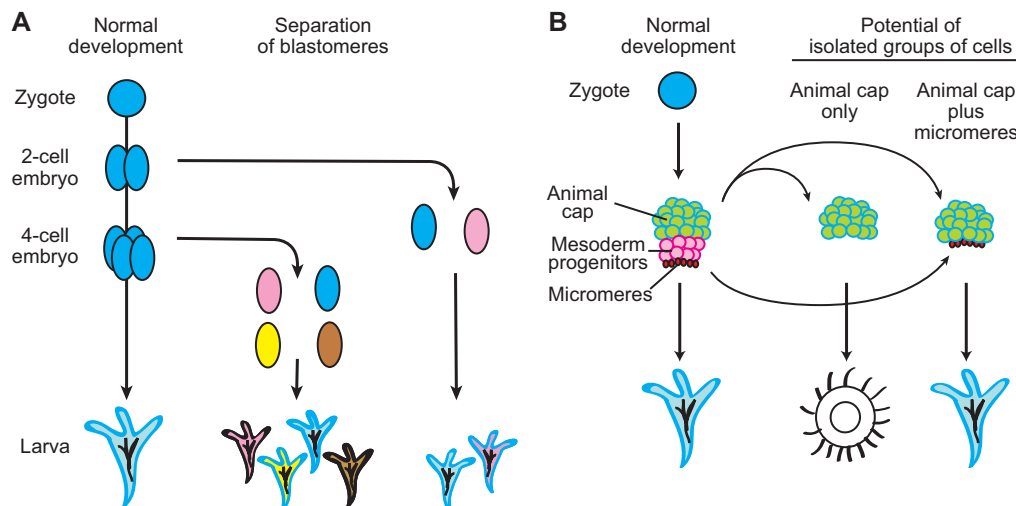 A
Normal
development
Separation
of blastomeres
Zygote
2-cell
embryo
4-cell
embryo
Larva
B
Normal
development
Potential of
isolated groups of cells
Zygote
Animal cap
only
Animal cap
plus
micromeres
Animal
cap
Mesoderm
progenitors
Micromeres